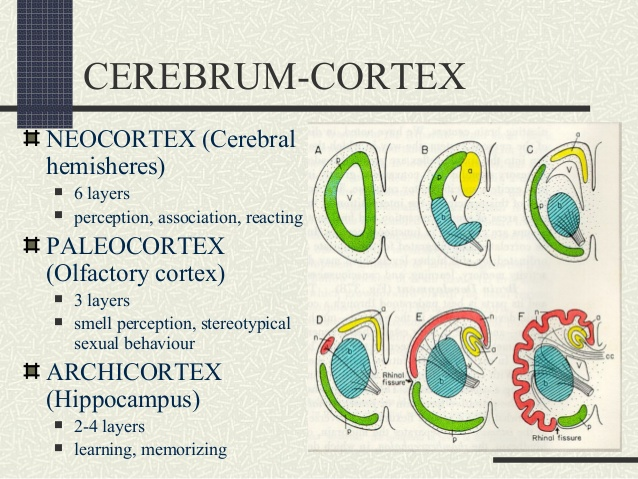 CEREBRUM-CORTEX
NEOCORTEX (Cerebral
hemisheres)
6 layers
perception, association, reacting
PALEOCORTEX
(Olfactory cortex)
3 layers
smell perception, stereotypical
sexual behaviour
ARCHICORTEX
(Hippocampus)
2-4 layers
learning, memorizing
A
p
V
B
p
a
V
b
C
a
V
p
b
D
n
a
b
p
E
n
a
b
Rhinal
fissure
p
F
n
a
b
cc
p
Rhinal fissure